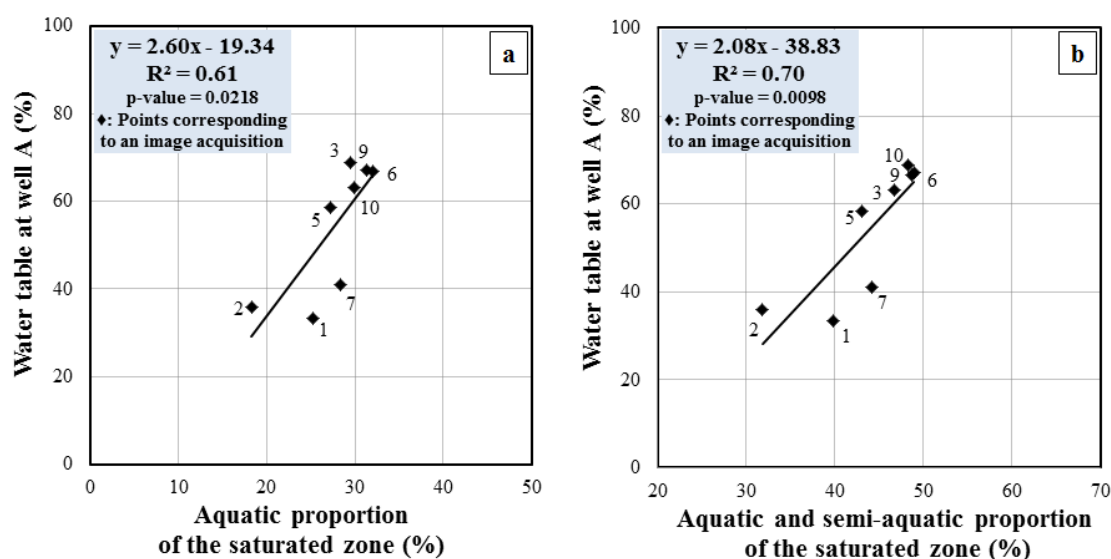 y = 2.60x - 19.34
R² = 0.61
p-value = 0.0218
♦: Points corresponding
to an image acquisition
a
Water table at well A (%)
100
80
60
40
20
0
3
9
6
10
5
7
2
1
0
10
20
30
40
50
Aquatic proportion
of the saturated zone (%)
y = 2.08x - 38.83
R² = 0.70
p-value = 0.0098
♦: Points corresponding
to an image acquisition
b
Water table at well A (%)
100
80
60
40
20
0
10
9
6
3
5
7
2
1
20
30
40
50
60
70
Aquatic and semi-aquatic proportion
of the saturated zone (%)